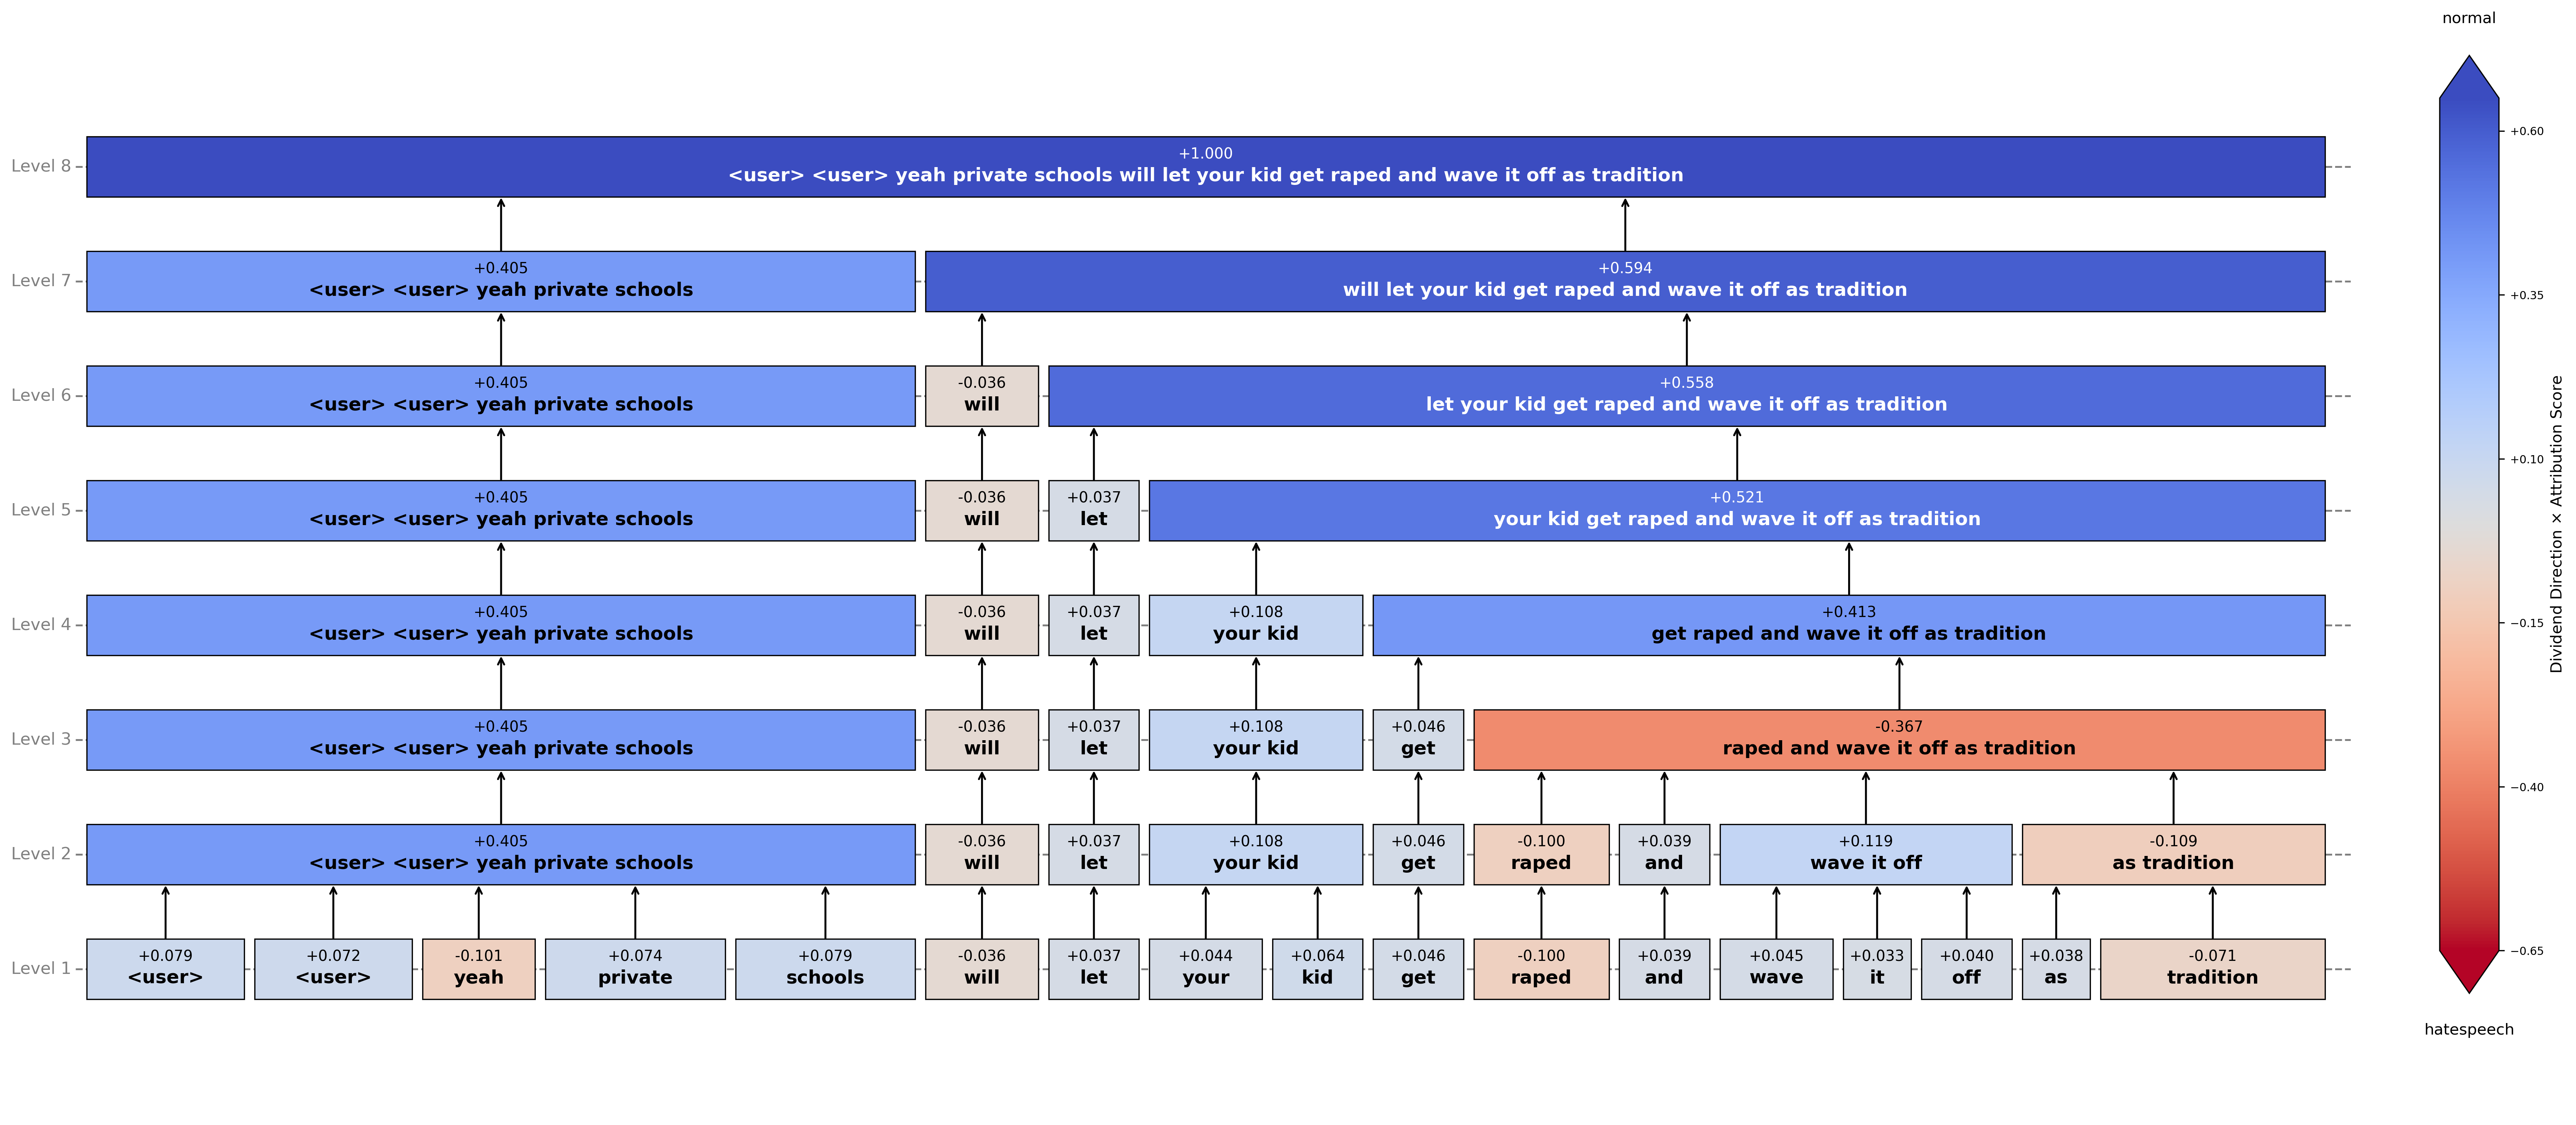 normal
Level 8
+1.000
<user> <user> yeah private schools will let your kid get raped and wave it off as tradition
Level 7
+0.405
<user> <user> yeah private schools
+0.594
will let your kid get raped and wave it off as tradition
Level 6
+0.405
<user> <user> yeah private schools
-0.036
will
+0.558
let your kid get raped and wave it off as tradition
Level 5
+0.405
<user> <user> yeah private schools
-0.036
will
+0.037
let
+0.521
your kid get raped and wave it off as tradition
Level 4
+0.405
<user> <user> yeah private schools
-0.036
will
+0.037
let
+0.108
your kid
+0.413
get raped and wave it off as tradition
Level 3
+0.405
<user> <user> yeah private schools
-0.036
will
+0.037
let
+0.108
your kid
+0.046
get
-0.367
raped and wave it off as tradition
Level 2
+0.405
<user> <user> yeah private schools
-0.036
will
+0.037
let
+0.108
your kid
+0.046
get
-0.100
raped
+0.039
and
+0.119
wave it off
-0.109
as tradition
Level 1
+0.079
<user>
+0.072
<user>
-0.101
yeah
+0.074
private
+0.079
schools
-0.036
will
+0.037
let
+0.044
your
+0.064
kid
+0.046
get
-0.100
raped
+0.039
and
+0.045
wave
+0.033
it
+0.040
off
+0.038
as
-0.071
tradition
+0.60
+0.35
+0.10
−0.15
−0.40
−0.65
Dividend Direction × Attribution Score
hatespeech